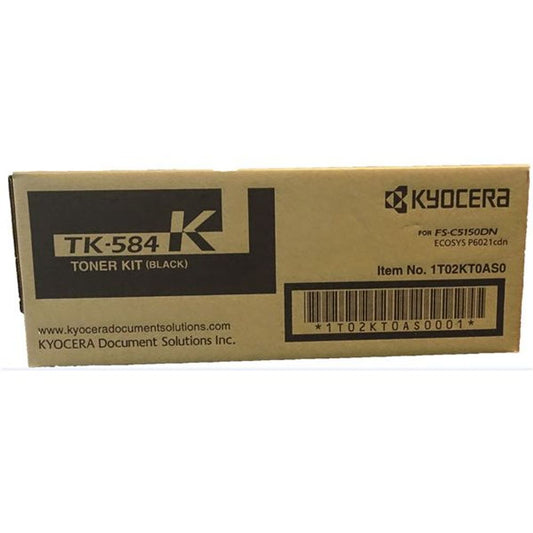 TK-584 K
TONER KIT (BLACK)
www.kyoceradocumentsolutions.com
KYOCERA Document Solutions Inc.
KYOCERA
FOR FS-C5150DN
ECOSYS P6021cdn
Item No. 1T02KT0AS0
*1T02KT0AS0001*